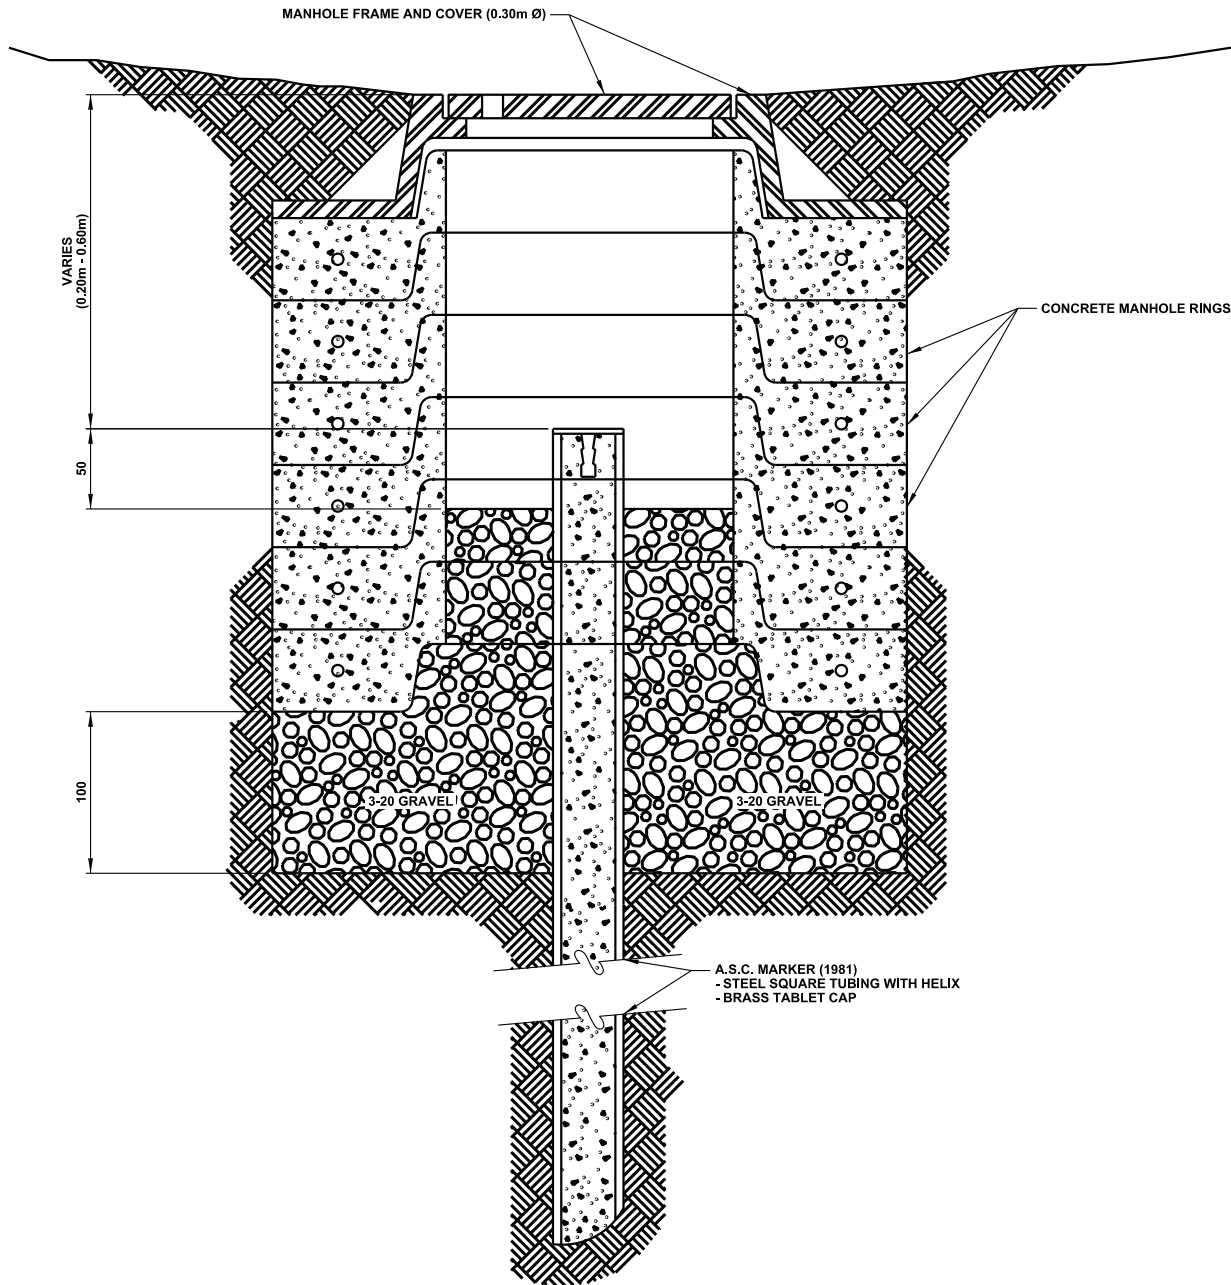 MANHOLE FRAME AND COVER (0.30m Ø)
VARIES
(0.20m - 0.60m)
CONCRETE MANHOLE RINGS
50
100
3-20 GRAVEL
3-20 GRAVEL
A.S.C. MARKER (1981)
- STEEL SQUARE TUBING WITH HELIX
- BRASS TABLET CAP